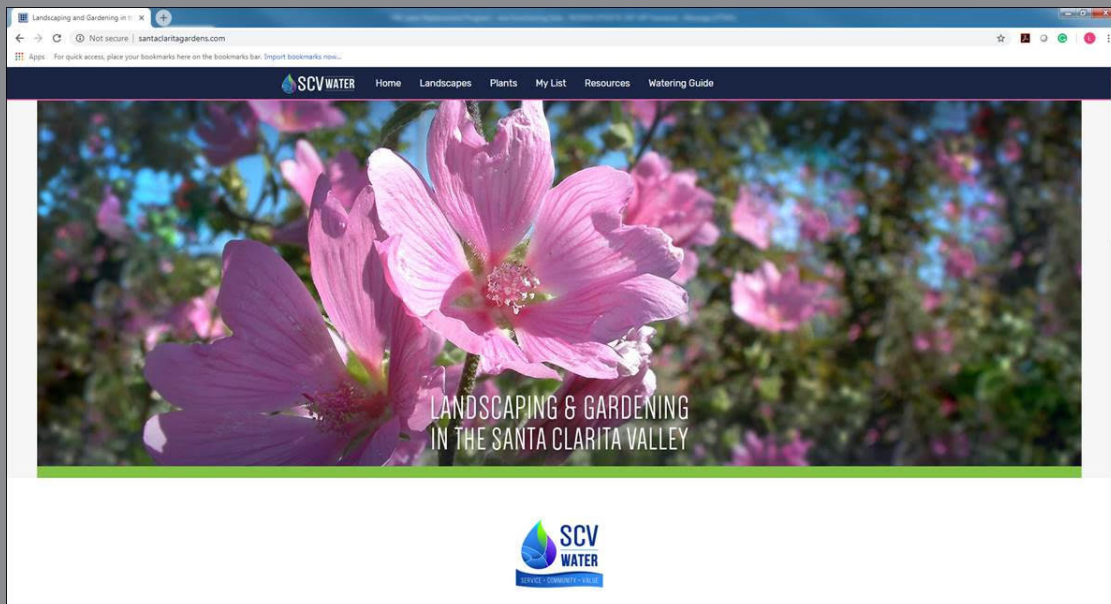 Landscaping and Gardening in t
Not secure | santaclaritagardens.com
Apps For quick access, place your bookmarks here on the bookmarks bar. Import bookmarks now...
SCV WATER Home Landscapes Plants My List Resources Watering Guide
LANDSCAPING & GARDENING
IN THE SANTA CLARITA VALLEY
SCV
WATER
SERVICE • COMMUNITY • VALUE